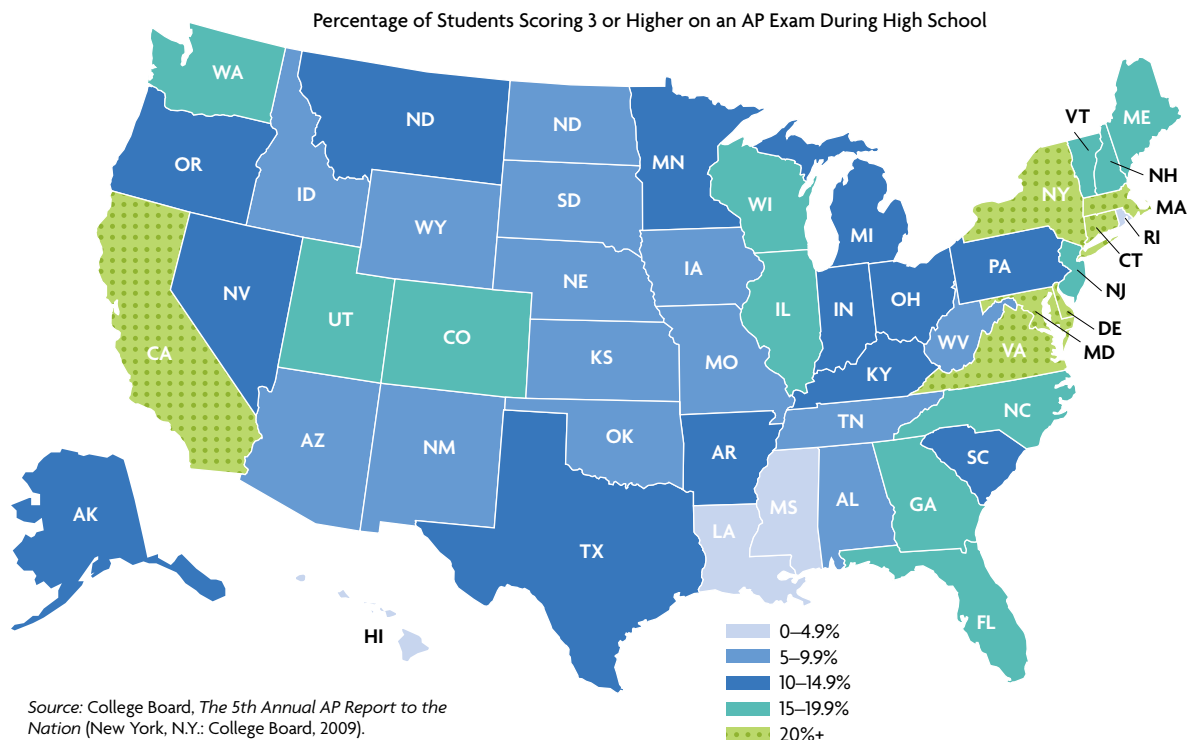 Percentage of Students Scoring 3 or Higher on an AP Exam During High School
WA
ND
ND
MN
VT
ME
OR
ID
SD
WI
NY
NH
MA
WY
MI
RI
CT
NV
NE
IA
PA
NJ
CA
UT
CO
IL
IN
OH
DE
MD
KS
MO
WV
VA
KY
AZ
NM
OK
TN
NC
AR
SC
AK
TX
LA
MS
AL
GA
FL
HI
0–4.9%
5–9.9%
10–14.9%
15–19.9%
20%+
Source: College Board, The 5th Annual AP Report to the
Nation (New York, N.Y.: College Board, 2009).